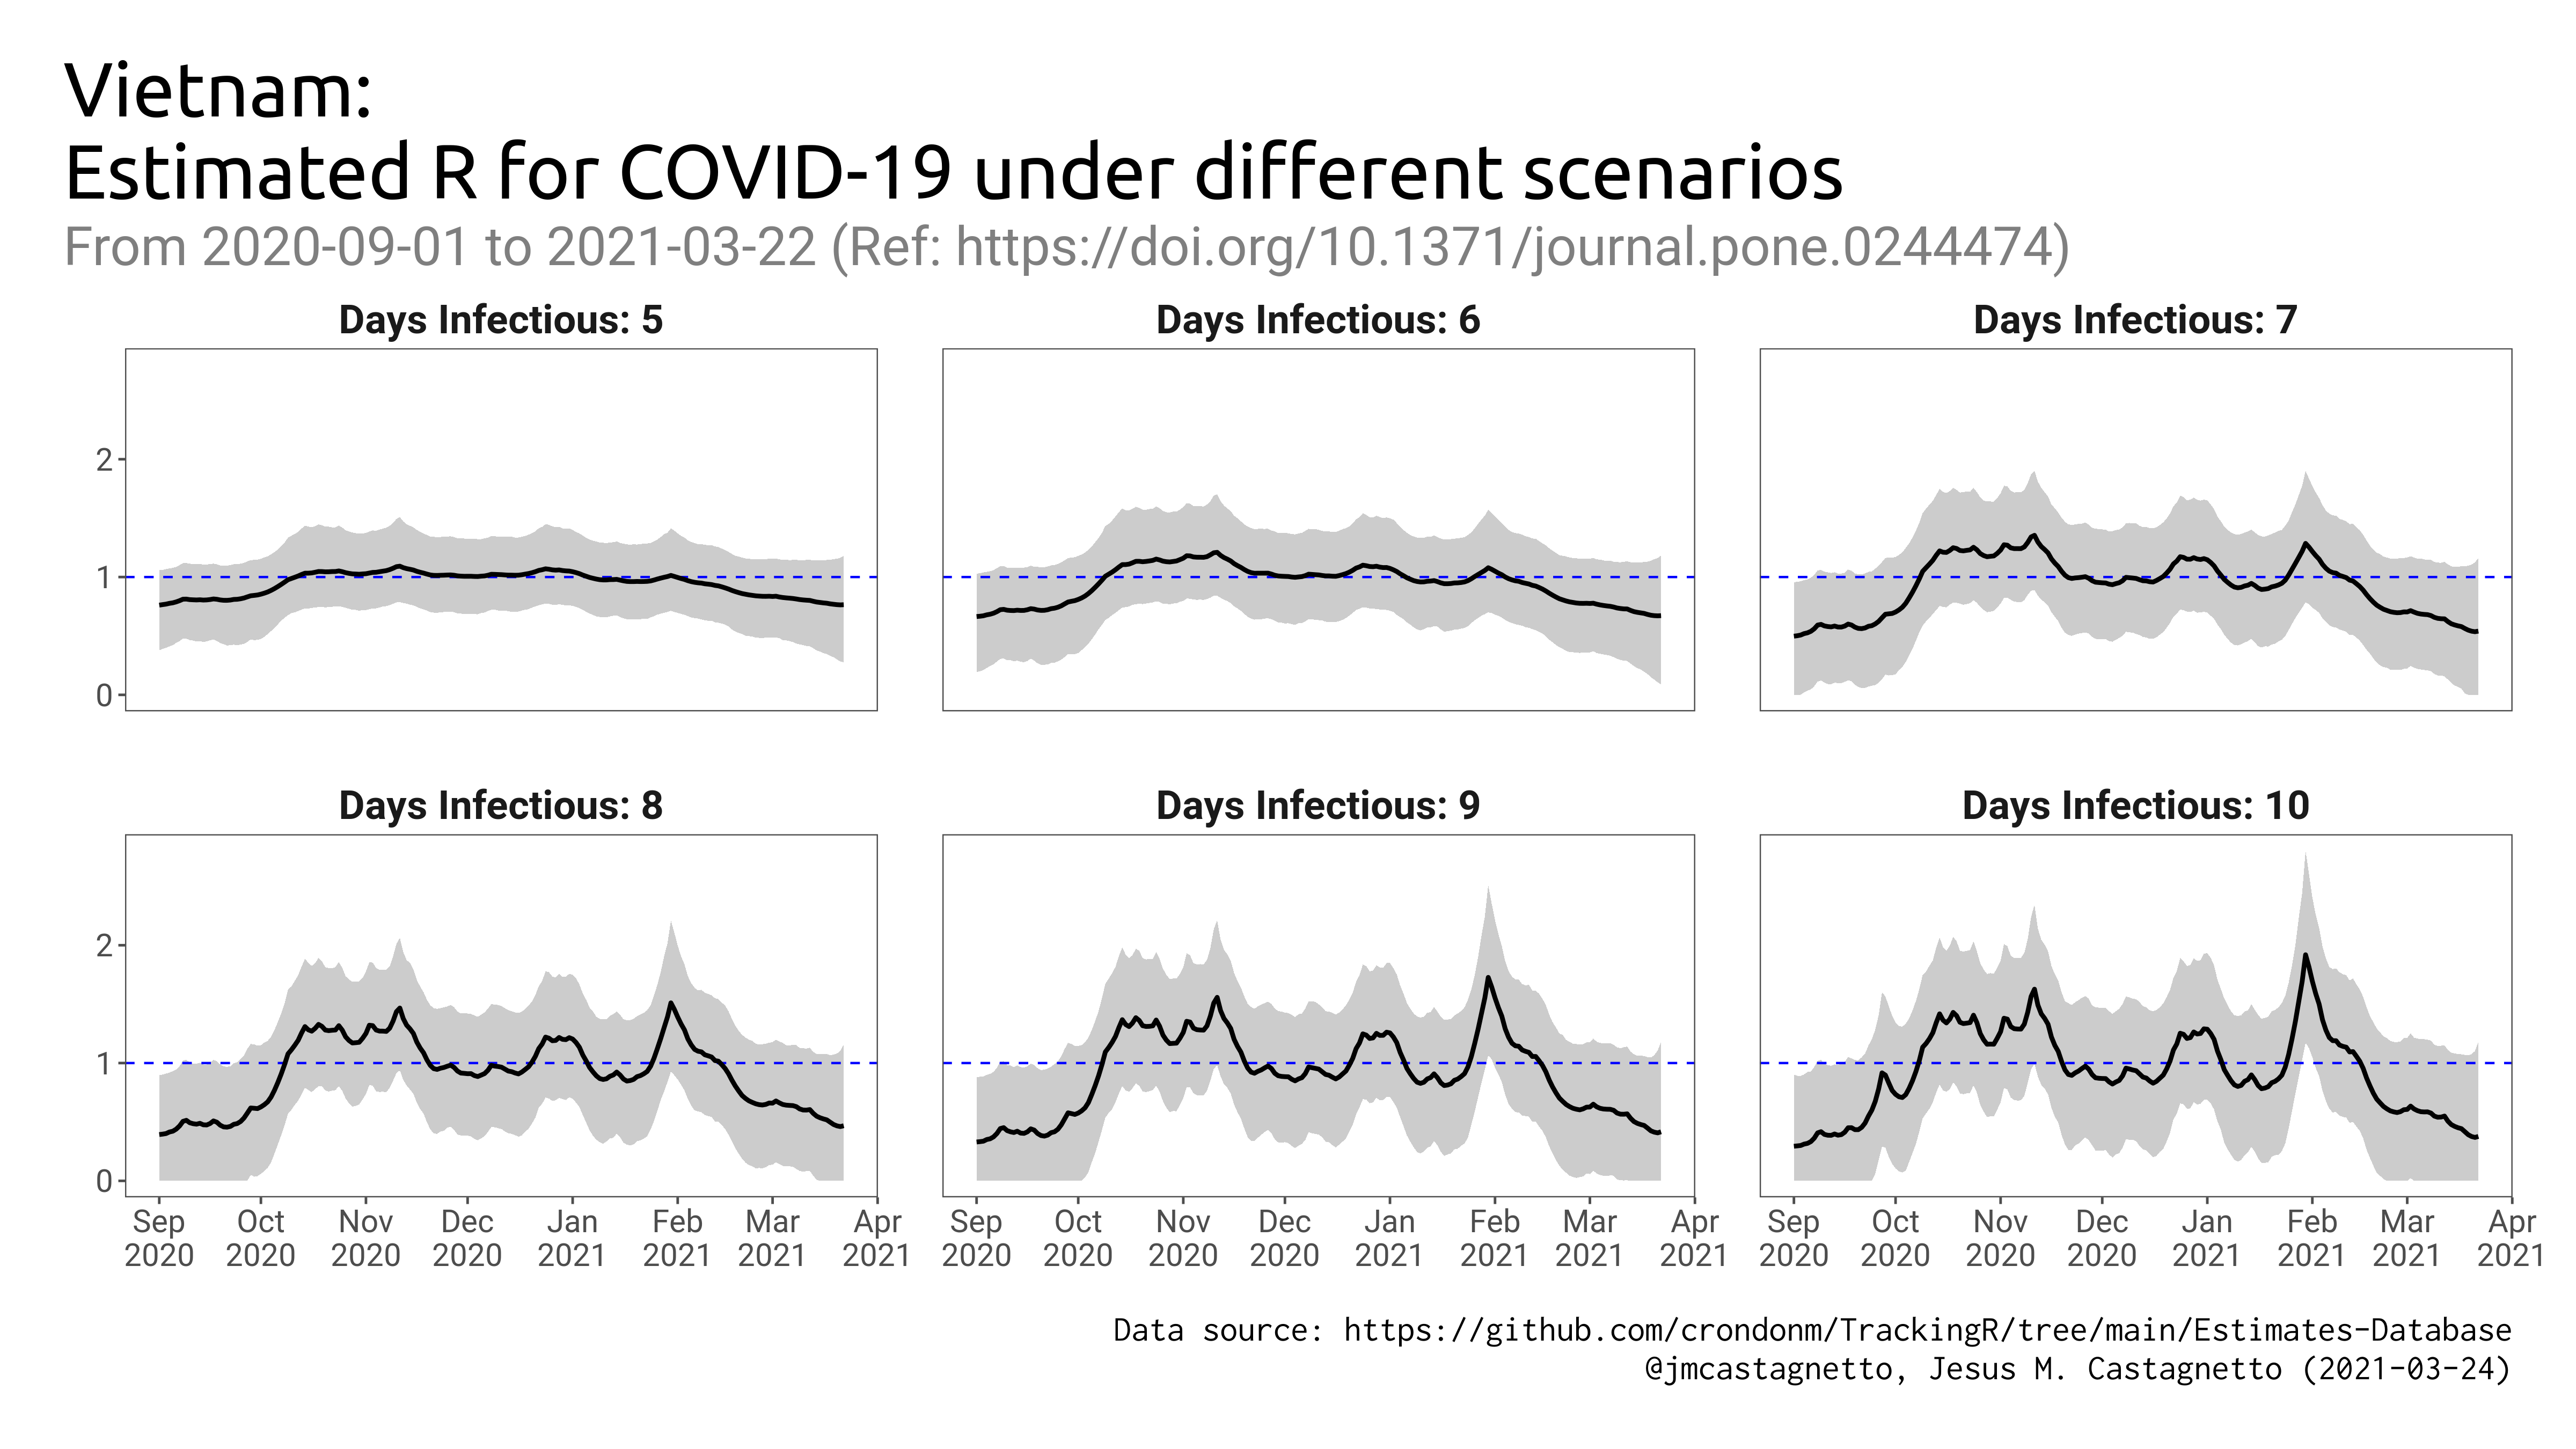 Vietnam:
Estimated R for COVID-19 under different scenarios
From 2020-09-01 to 2021-03-22 (Ref: https://doi.org/10.1371/journal.pone.0244474)
Days Infectious: 5
Days Infectious: 6
Days Infectious: 7
2
1
0
Days Infectious: 8
Days Infectious: 9
Days Infectious: 10
2
1
0
Sep Oct Nov Dec Jan Feb Mar Apr
2020 2020 2020 2020 2021 2021 2021 2021
Sep Oct Nov Dec Jan Feb Mar Apr
2020 2020 2020 2020 2021 2021 2021 2021
Sep Oct Nov Dec Jan Feb Mar Apr
2020 2020 2020 2020 2021 2021 2021 2021
Data source: https://github.com/crondonm/TrackingR/tree/main/Estimates-Database
@jmcastagnetto, Jesus M. Castagnetto (2021-03-24)